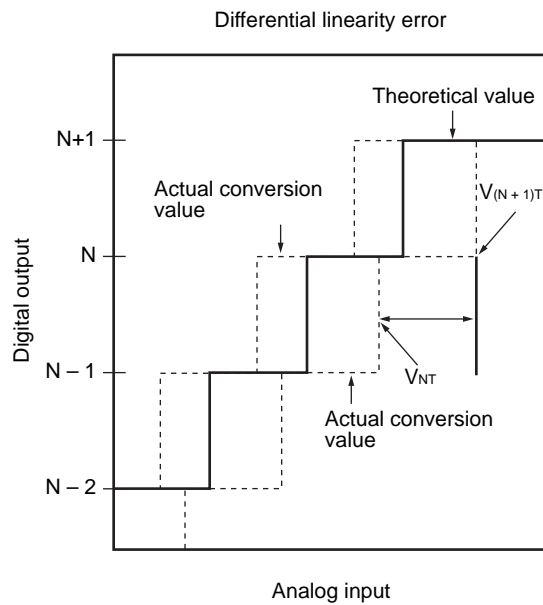 Differential linearity error
Theoretical value
N+1
Actual conversion
value
V(N + 1)T
N
Digital output
N – 1
VNT
Actual conversion
value
N – 2
Analog input